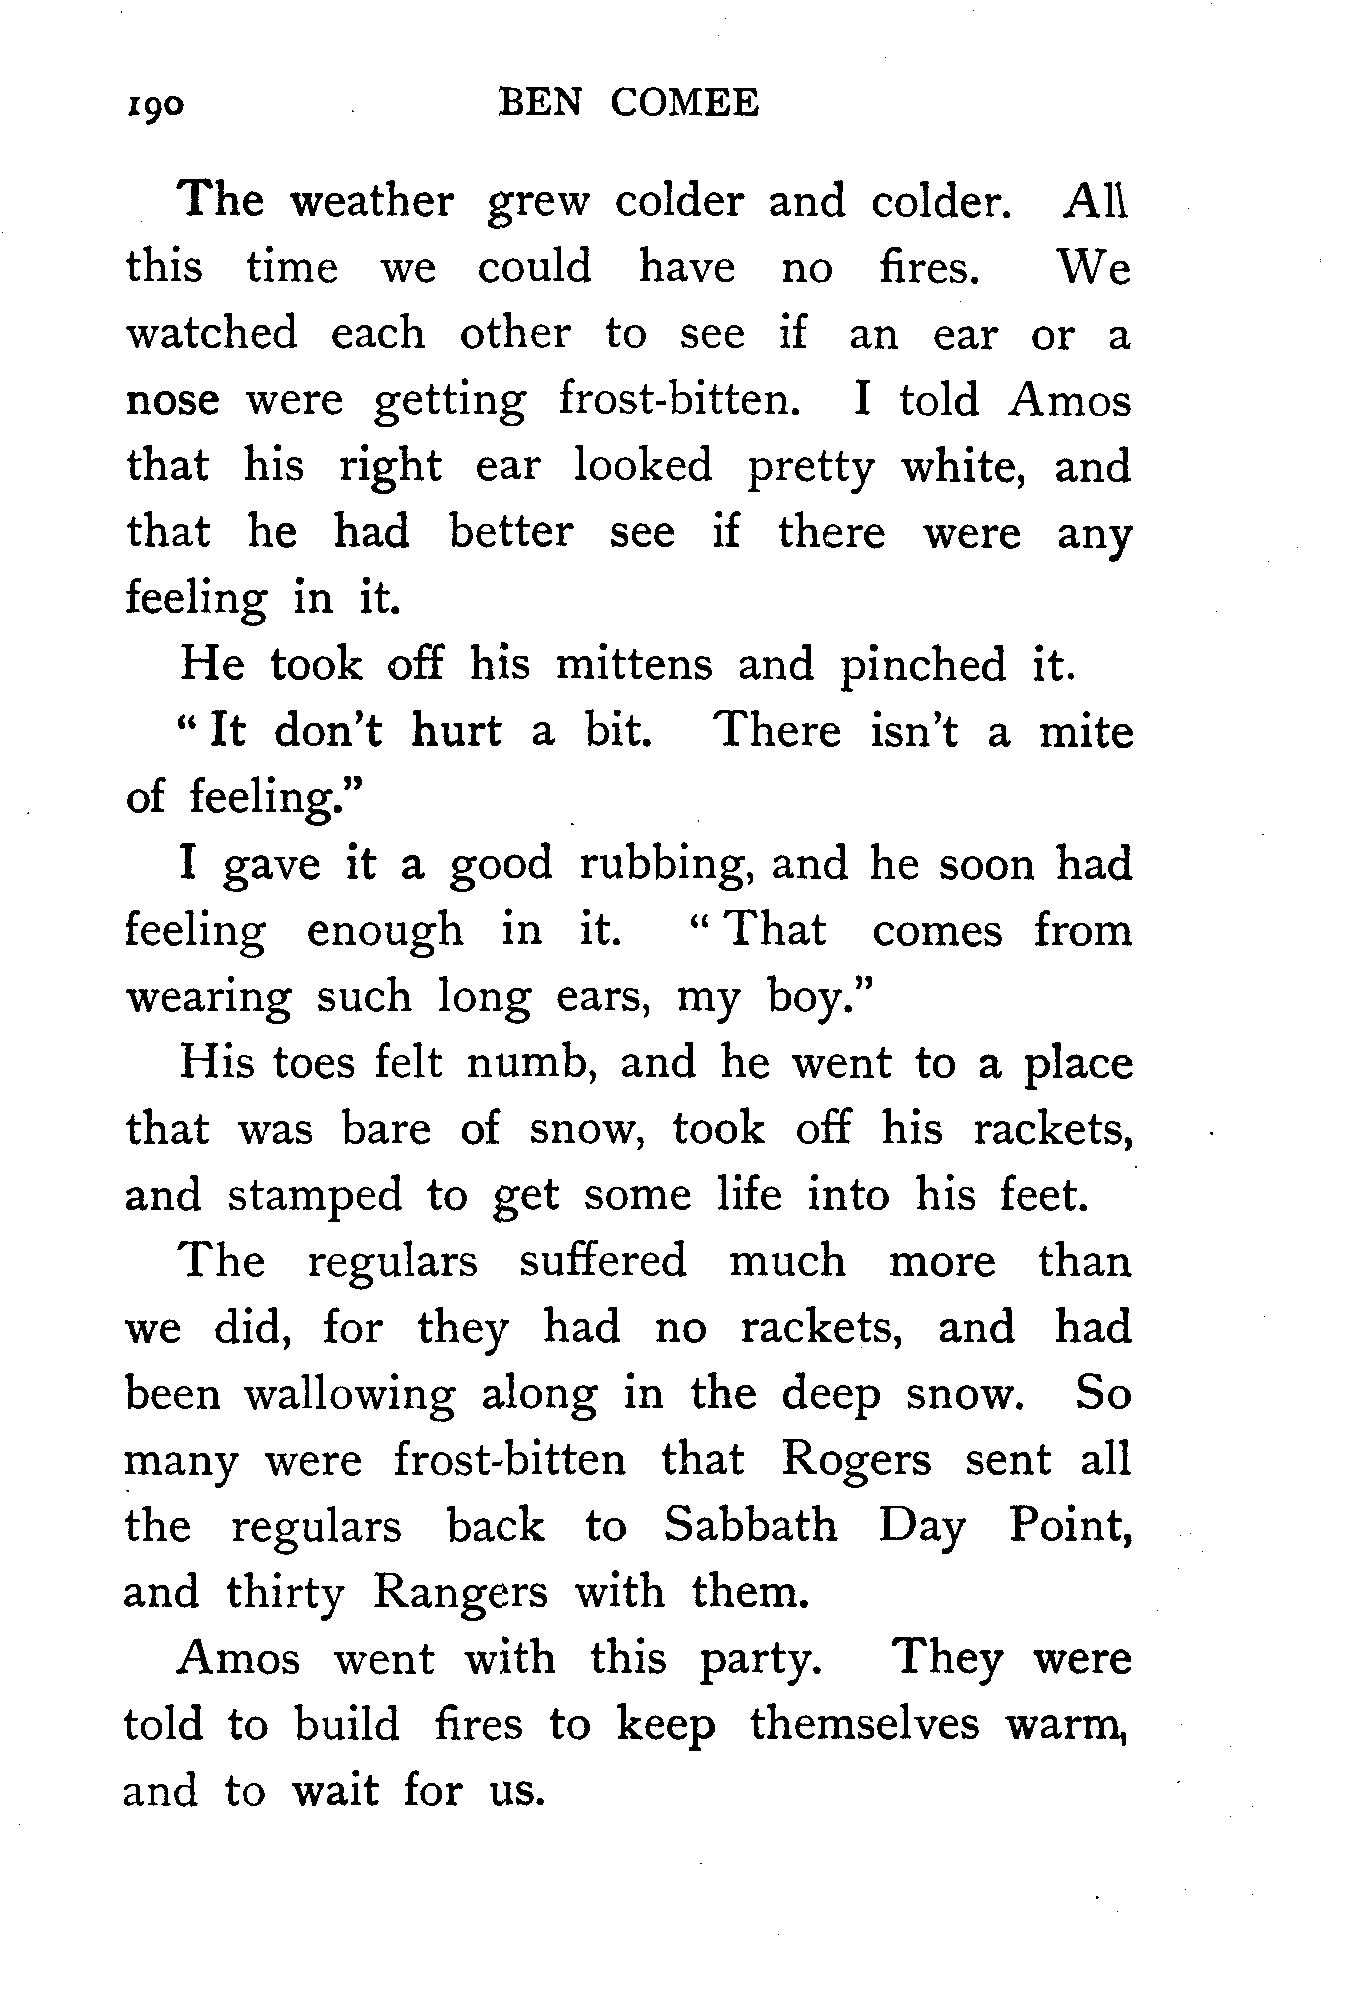 190 BEN COMEE
The weather grew colder and colder. All
this time we could have no fires. We
watched each other to see if an ear or a
nose were getting frost-bitten. I told Amos
that his right ear looked pretty white, and
that he had better see if there were any
feeling in it.
He took off his mittens and pinched it.
“ It don’t hurt a bit. There isn’t a mite
of feeling.”
I gave it a good rubbing, and he soon had
feeling enough in it. “ That comes from
wearing such long ears, my boy.”
His toes felt numb, and he went to a place
that was bare of snow, took off his rackets,
and stamped to get some life into his feet.
The regulars suffered much more than
we did, for they had no rackets, and had
been wallowing along in the deep snow. So
many were frost-bitten that Rogers sent all
the regulars back to Sabbath Day Point,
and thirty Rangers with them.
Amos went with this party. They were
told to build fires to keep themselves warm,
and to wait for us.